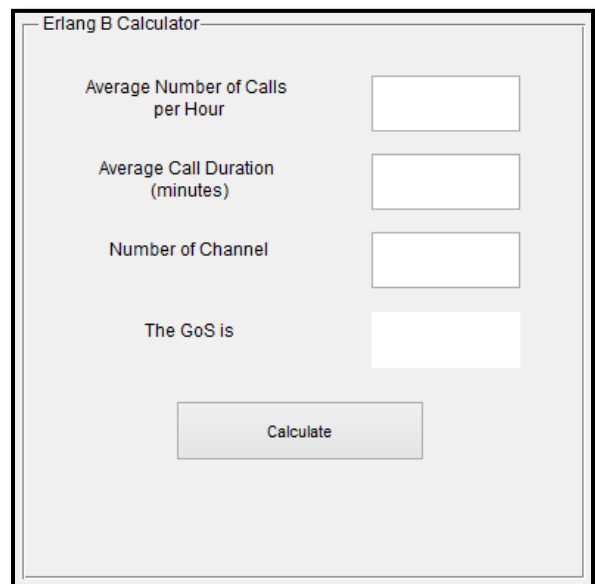 Erlang B Calculator
Average Number of Calls
per Hour
Average Call Duration
(minutes)
Number of Channel
The GoS is
Calculate